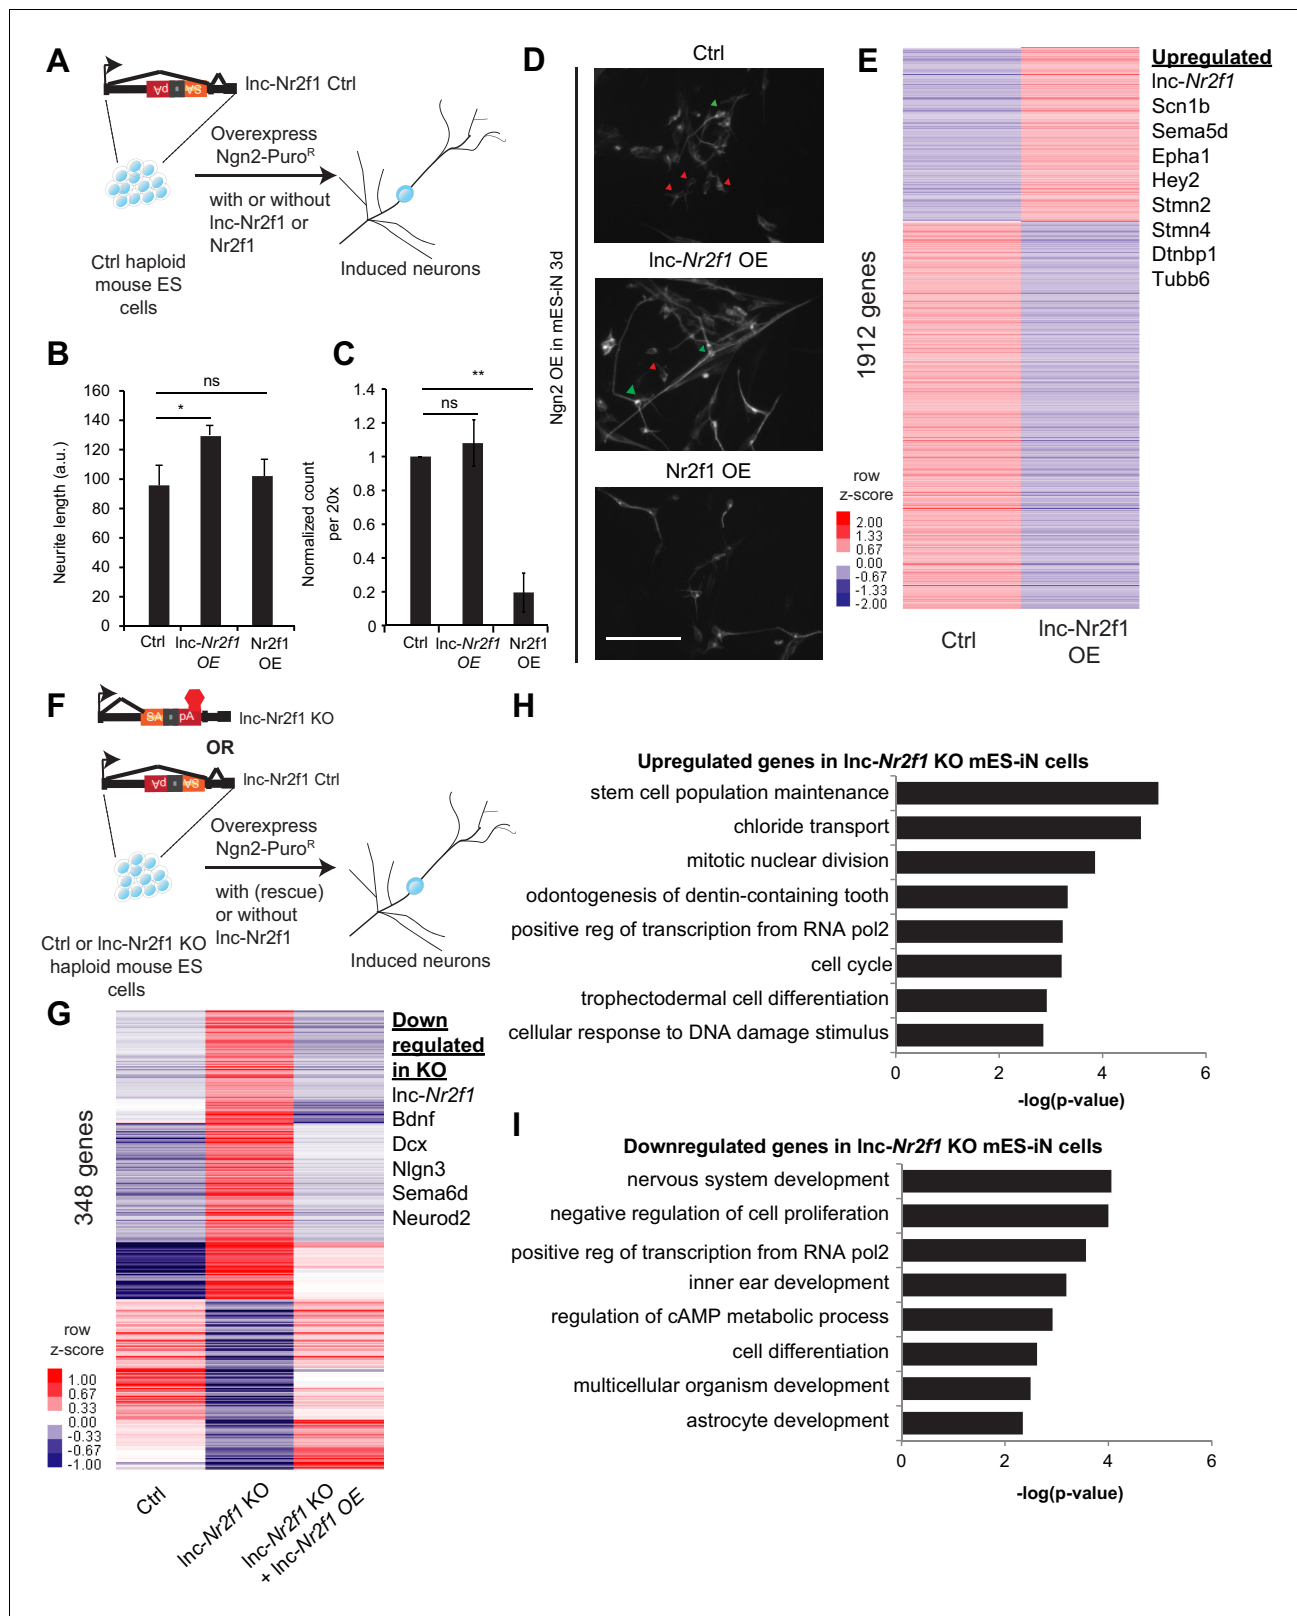 A
lnc-Nr2f1 Ctrl
pA
SA
Overexpress
Ngn2-Puro^R
with or without
lnc-Nr2f1 or
Nr2f1
Ctrl haploid
mouse ES
cells
Induced neurons
B
Neurite length (a.u.)
160
140
120
100
80
60
40
20
0
ns
*
Ctrl
lnc-Nr2f1
OE
Nr2f1
OE
C
Normalized count
per 20x
1.4
1.2
1
0.8
0.6
0.4
0.2
0
**
ns
Ctrl
lnc-Nr2f1
OE
Nr2f1
OE
D
Ngn2 OE in mES-iN 3d
Ctrl
lnc-Nr2f1 OE
Nr2f1 OE
E
1912 genes
row
z-score
2.00
1.33
0.67
0.00
-0.67
-1.33
-2.00
Ctrl
lnc-Nr2f1
OE
Upregulated
lnc-Nr2f1
Scn1b
Sema5d
Epha1
Hey2
Stmn2
Stmn4
Dtnbp1
Tubb6
F
SA
pA
lnc-Nr2f1 KO
OR
lnc-Nr2f1 Ctrl
pA
SA
Overexpress
Ngn2-Puro^R
with (rescue)
or without
lnc-Nr2f1
Ctrl or lnc-Nr2f1 KO
haploid mouse ES
cells
Induced neurons
G
348 genes
row
z-score
1.00
0.67
0.33
0.00
-0.33
-0.67
-1.00
Ctrl
lnc-Nr2f1 KO
lnc-Nr2f1 KO
+ lnc-Nr2f1 OE
Down
regulated
in KO
lnc-Nr2f1
Bdnf
Dcx
Nlgn3
Sema6d
Neurod2
H
Upregulated genes in lnc-Nr2f1 KO mES-iN cells
stem cell population maintenance
chloride transport
mitotic nuclear division
odontogenesis of dentin-containing tooth
positive reg of transcription from RNA pol2
cell cycle
trophectodermal cell differentiation
cellular response to DNA damage stimulus
0
2
4
6
-log(p-value)
I
Downregulated genes in lnc-Nr2f1 KO mES-iN cells
nervous system development
negative regulation of cell proliferation
positive reg of transcription from RNA pol2
inner ear development
regulation of cAMP metabolic process
cell differentiation
multicellular organism development
astrocyte development
0
2
4
6
-log(p-value)